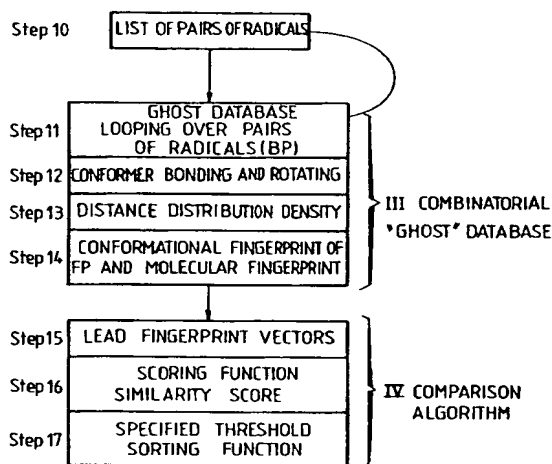 Step 10
LIST OF PAIRS OF RADICALS
Step 11
GHOST DATABASE
LOOPING OVER PAIRS
OF RADICALS (BP)
Step 12
CONFORMER BONDING AND ROTATING
Step 13
DISTANCE DISTRIBUTION DENSITY
Step 14
CONFORMATIONAL FINGERPRINT OF
FP AND MOLECULAR FINGERPRINT
III COMBINATORIAL
"GHOST" DATABASE
Step 15
LEAD FINGERPRINT VECTORS
Step 16
SCORING FUNCTION
SIMILARITY SCORE
Step 17
SPECIFIED THRESHOLD
SORTING FUNCTION
IV COMPARISON
ALGORITHM